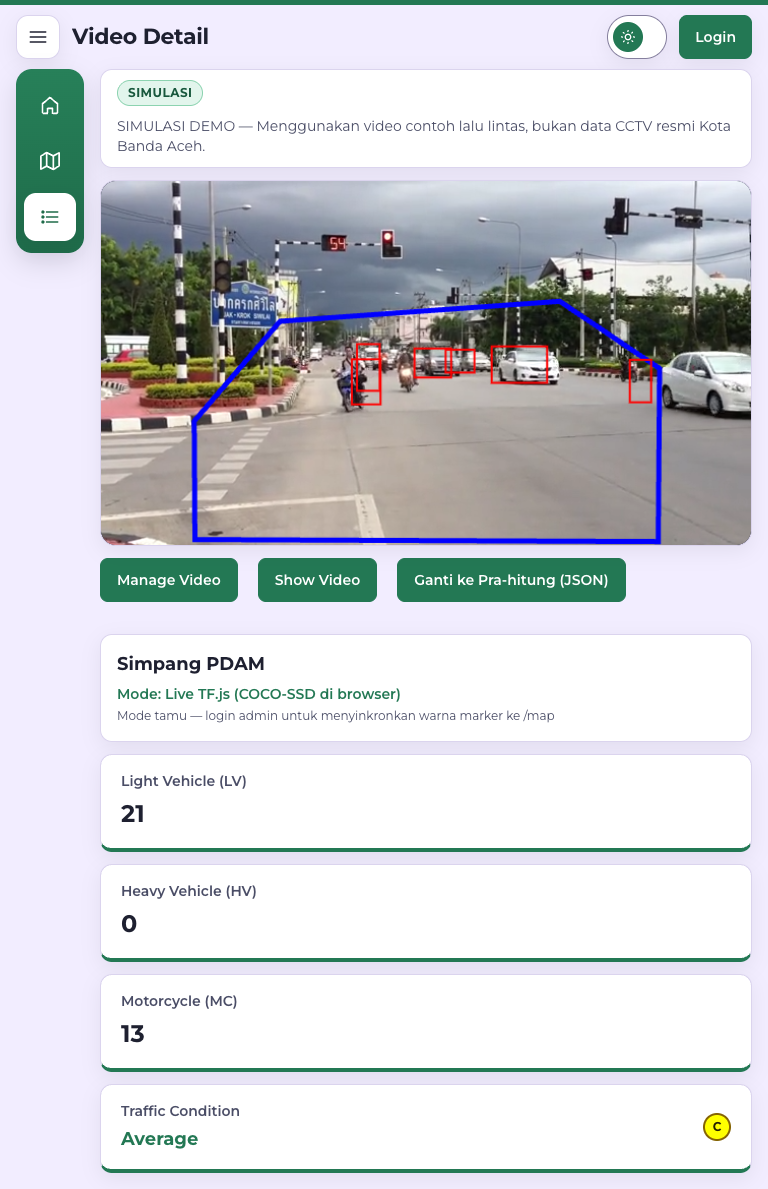 Video Detail
Login
SIMULASI
SIMULASI DEMO — Menggunakan video contoh lalu lintas, bukan data CCTV resmi Kota
Banda Aceh.
54
Manage Video
Show Video
Ganti ke Pra-hitung (JSON)
Simpang PDAM
Mode: Live TF.js (COCO-SSD di browser)
Mode tamu — login admin untuk menyinkronkan warna marker ke /map
Light Vehicle (LV)
21
Heavy Vehicle (HV)
0
Motorcycle (MC)
13
Traffic Condition
Average
C